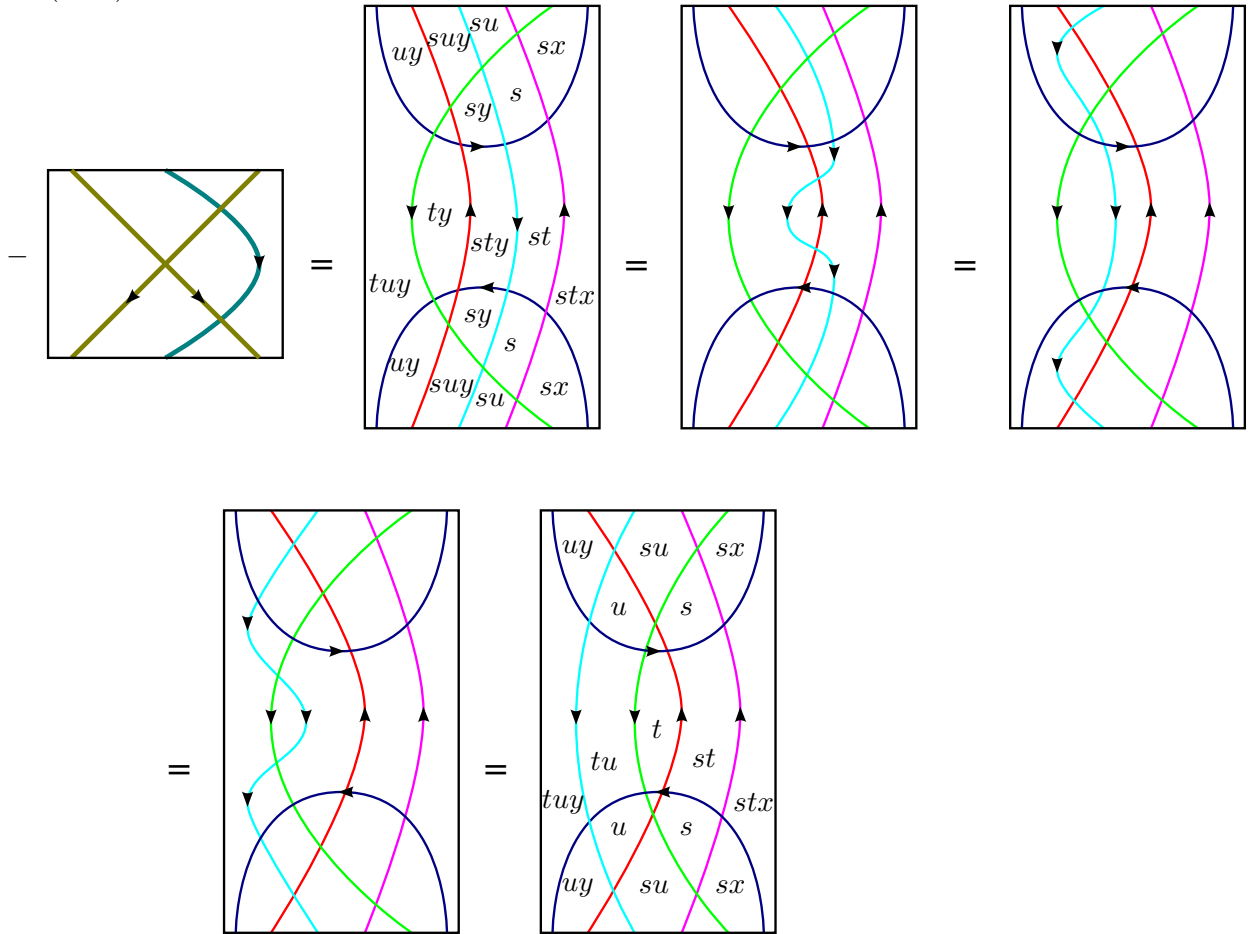 −
=
su
suy
uy
sx
s
sy
ty
st
sty
tuy
stx
sy
s
uy
suy
su
sx
=
=
=
=
uy
su
sx
u
s
t
tu
st
tuy
stx
u
s
uy
su
sx